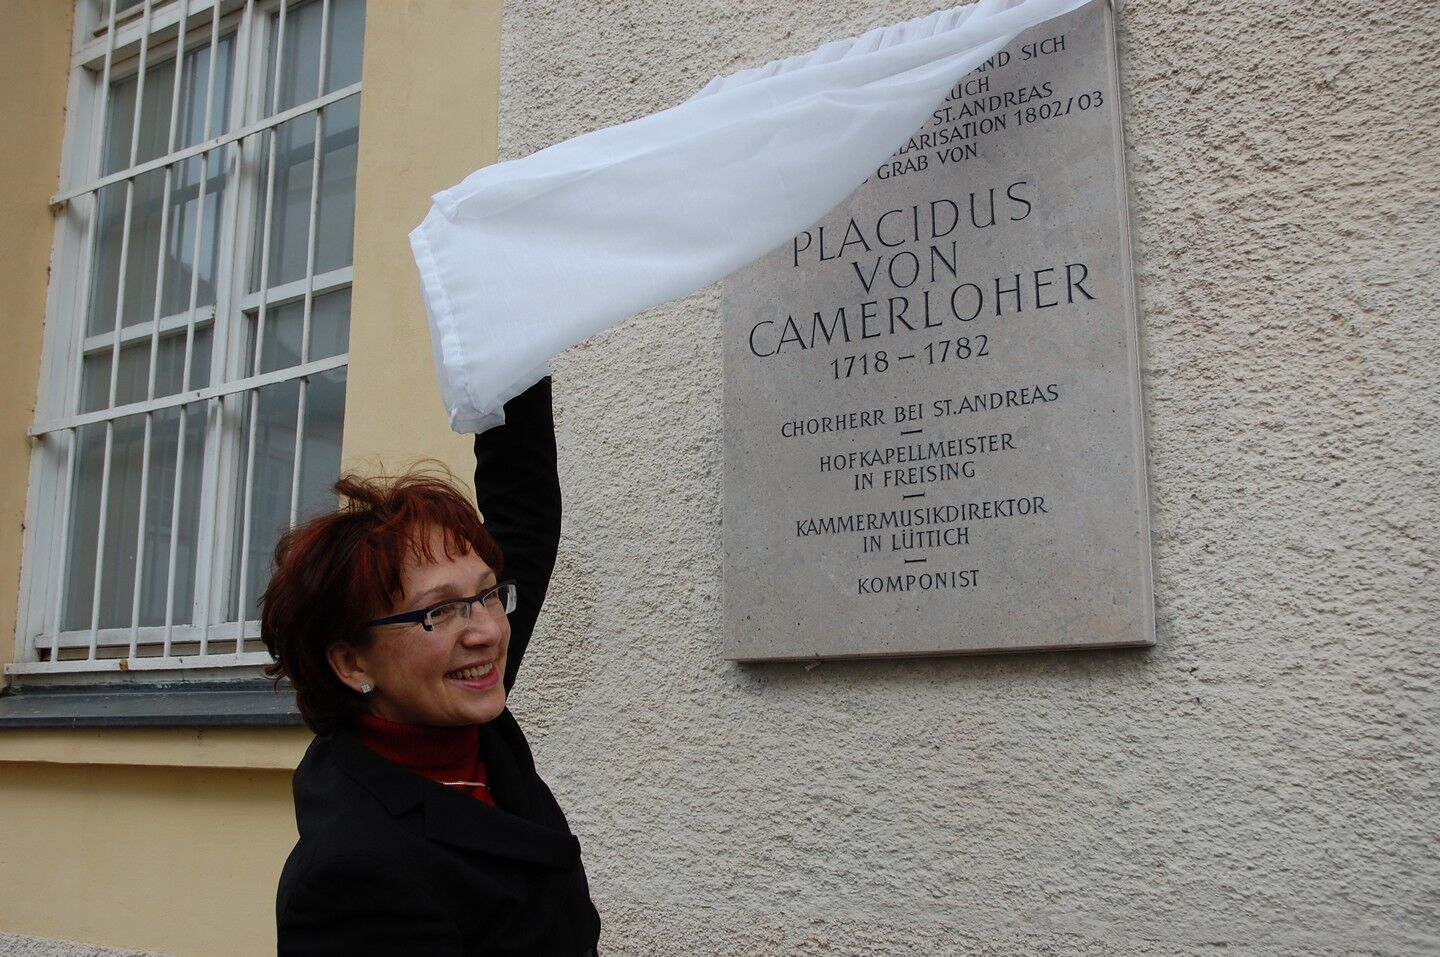 SICH
ST. ANDREAS
1802/03
GRAB VON
PLACIDUS
VON
CAMERLOHER
1718 – 1782
CHORHERR BEI ST. ANDREAS
–
HOFKAPELLMEISTER
IN FREISING
–
KAMMERMUSIKDIREKTOR
IN LÜTTICH
–
KOMPONIST